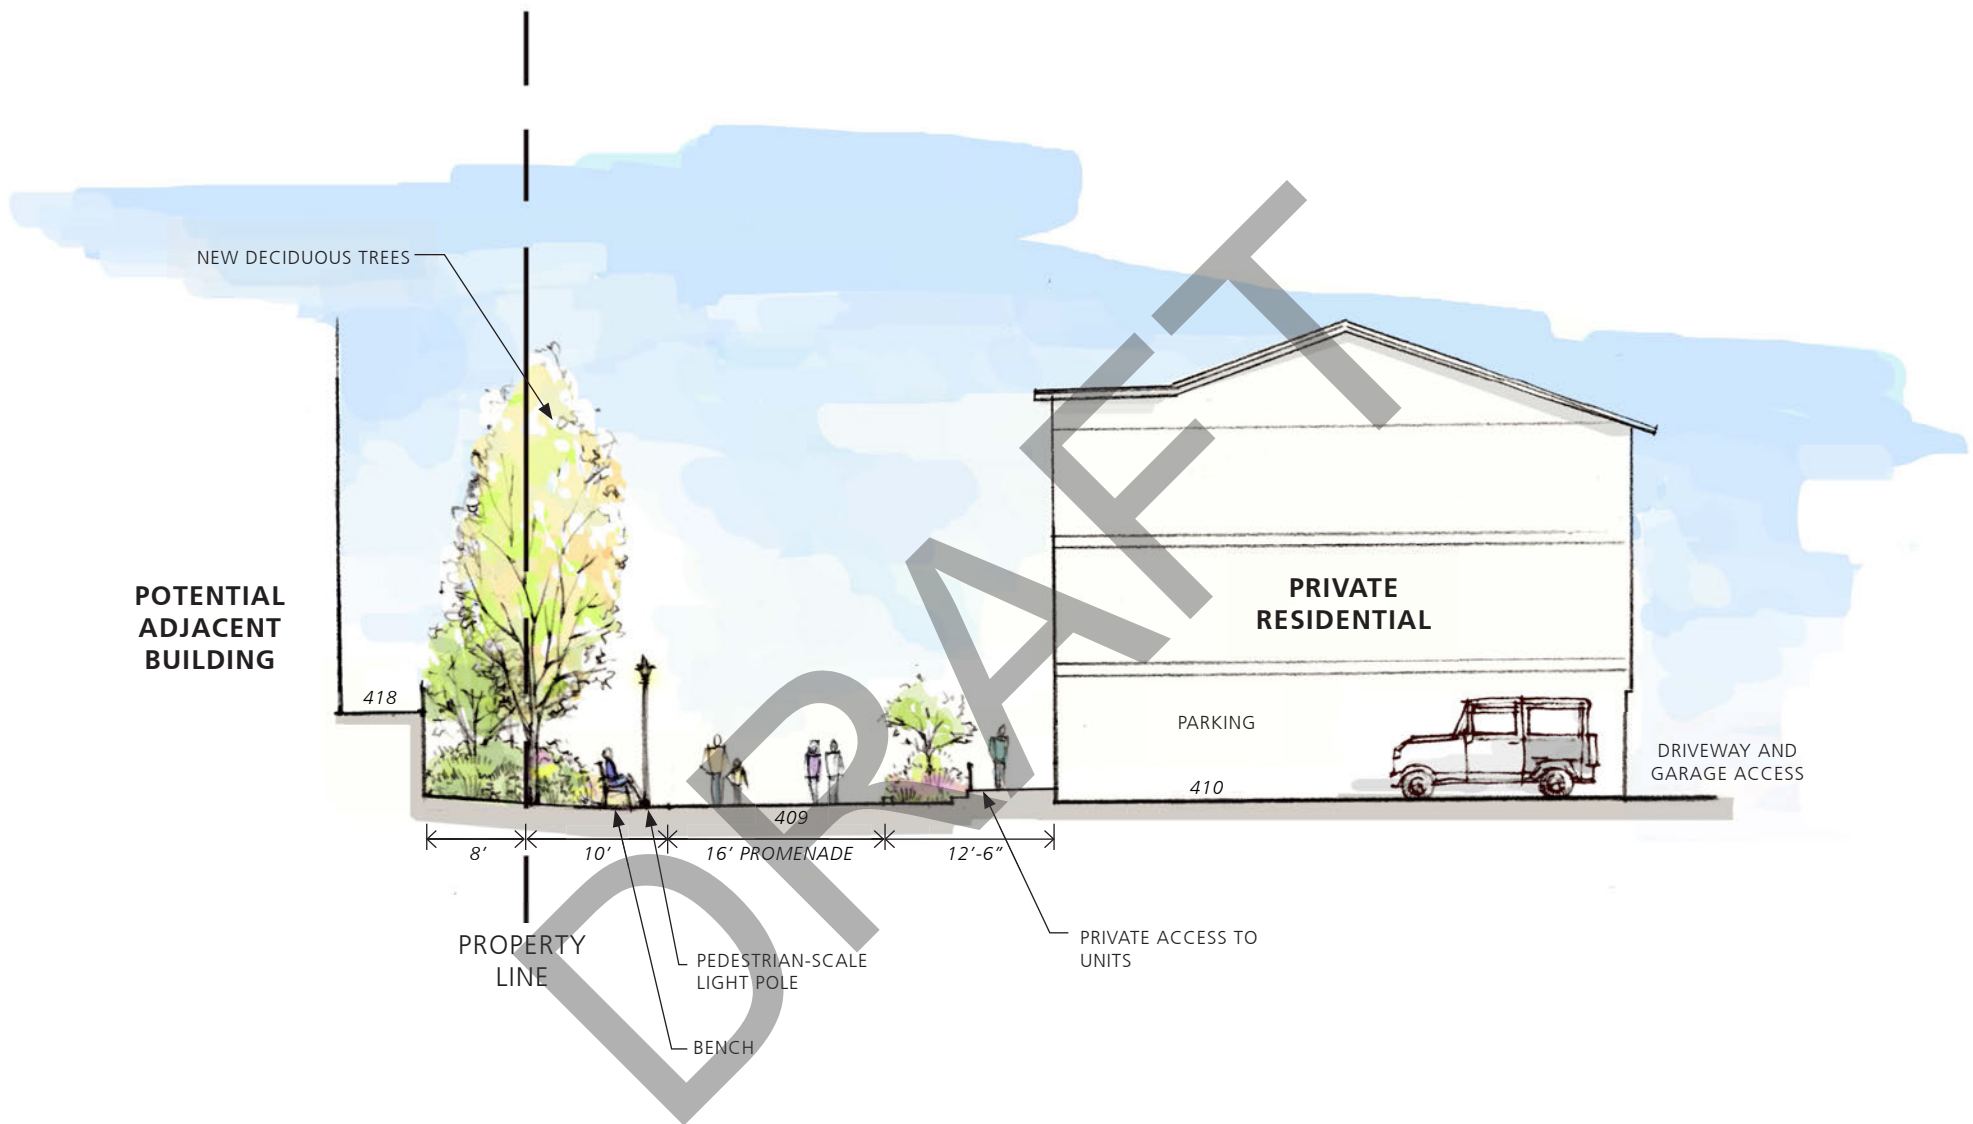 NEW DECIDUOUS TREES
POTENTIAL
ADJACENT
BUILDING
PRIVATE
RESIDENTIAL
418
PARKING
DRIVEWAY AND
GARAGE ACCESS
410
409
8’
10’
16’ PROMENADE
12’-6”
PROPERTY
LINE
PEDESTRIAN-SCALE
LIGHT POLE
PRIVATE ACCESS TO
UNITS
BENCH
DRAFT